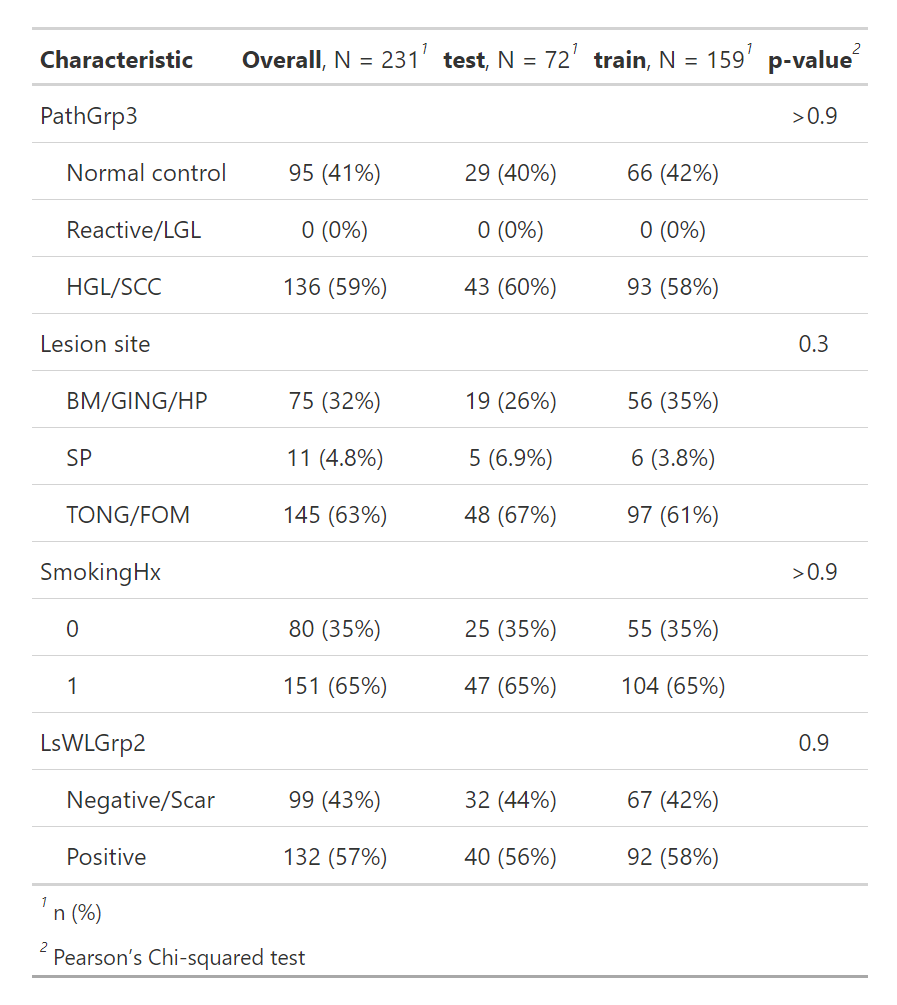 Characteristic Overall, N = 231¹ test, N = 72¹ train, N = 159¹ p-value²
PathGrp3 >0.9
Normal control 95 (41%) 29 (40%) 66 (42%)
Reactive/LGL 0 (0%) 0 (0%) 0 (0%)
HGL/SCC 136 (59%) 43 (60%) 93 (58%)
Lesion site 0.3
BM/GING/HP 75 (32%) 19 (26%) 56 (35%)
SP 11 (4.8%) 5 (6.9%) 6 (3.8%)
TONG/FOM 145 (63%) 48 (67%) 97 (61%)
SmokingHx >0.9
0 80 (35%) 25 (35%) 55 (35%)
1 151 (65%) 47 (65%) 104 (65%)
LsWLGrp2 0.9
Negative/Scar 99 (43%) 32 (44%) 67 (42%)
Positive 132 (57%) 40 (56%) 92 (58%)
¹ n (%)
² Pearson's Chi-squared test